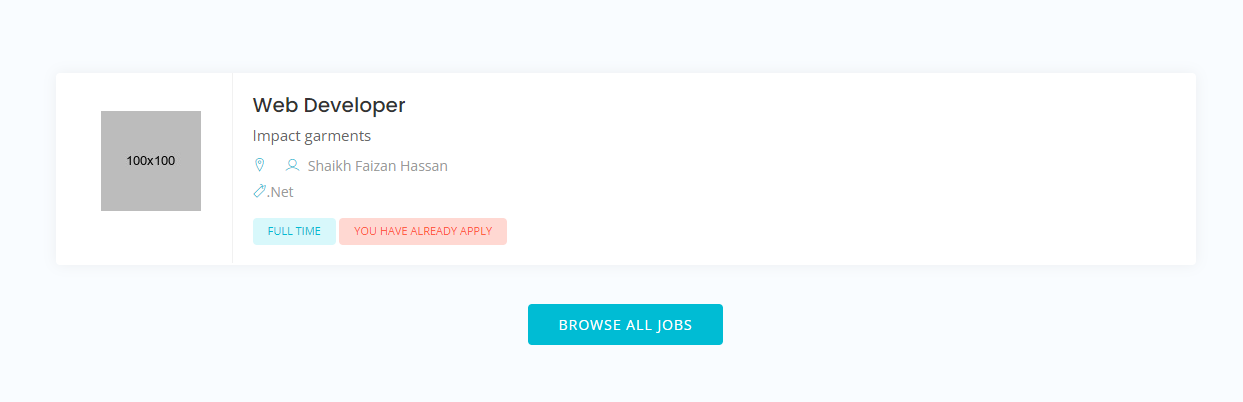 100x100
Web Developer
Impact garments
Shaikh Faizan Hassan
.Net
FULL TIME YOU HAVE ALREADY APPLY
BROWSE ALL JOBS